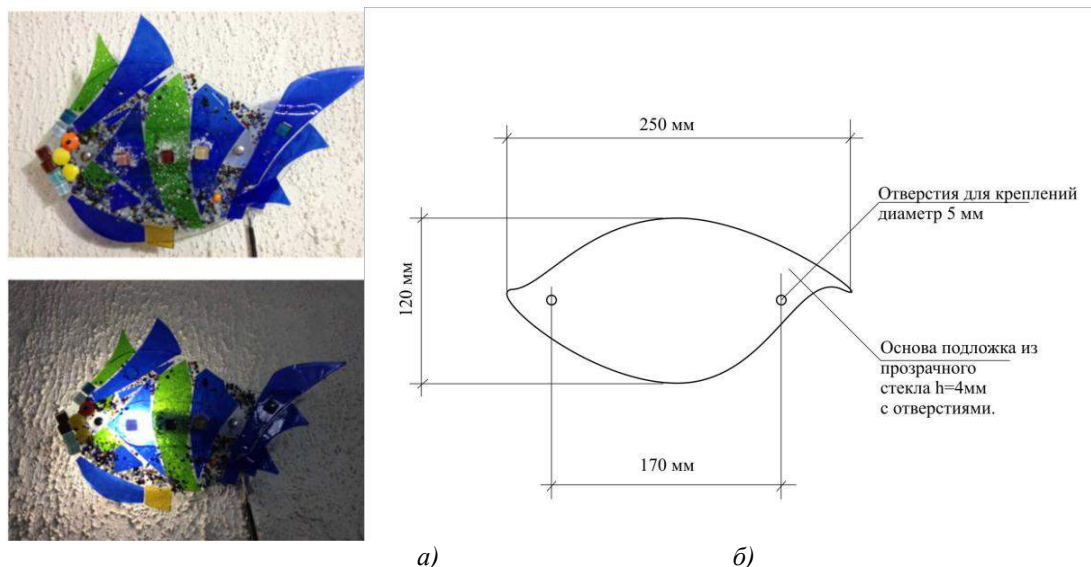 250 мм
Отверстия для креплений
диаметр 5 мм
120 мм
Основа подложка из
прозрачного
стекла h=4мм
с отверстиями.
170 мм
а)
б)